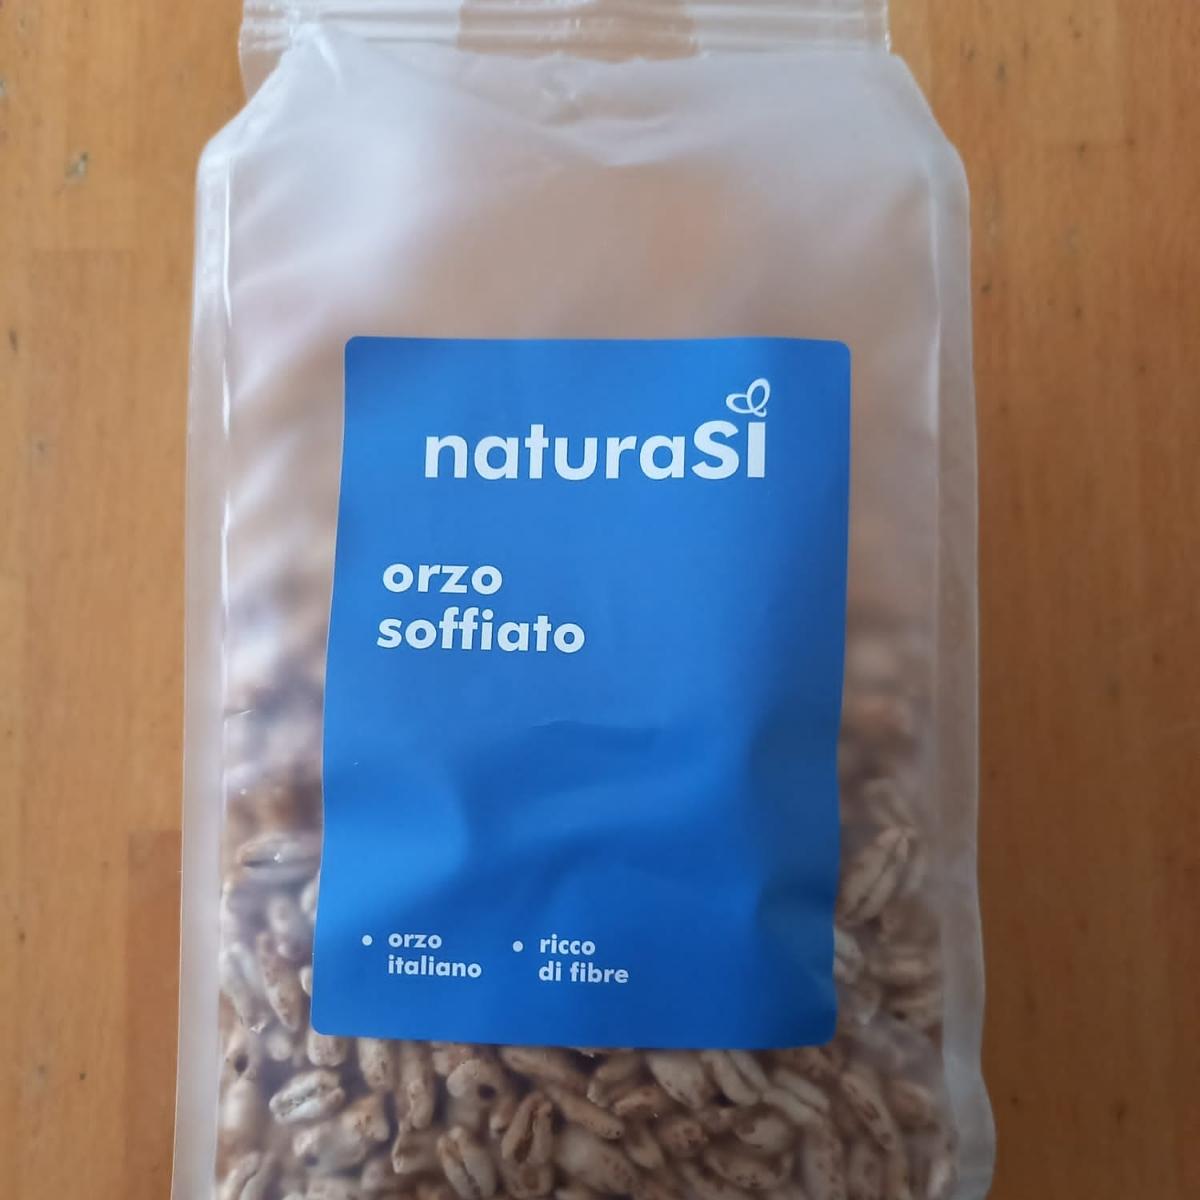 naturaSì
orzo
soffiato
• orzo
italiano
• ricco
di fibre